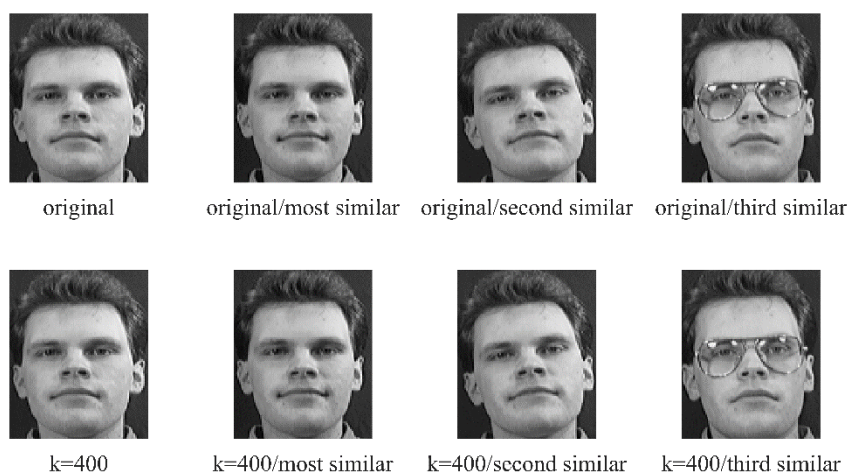 original
original/most similar
original/second similar
original/third similar
k=400
k=400/most similar
k=400/second similar
k=400/third similar